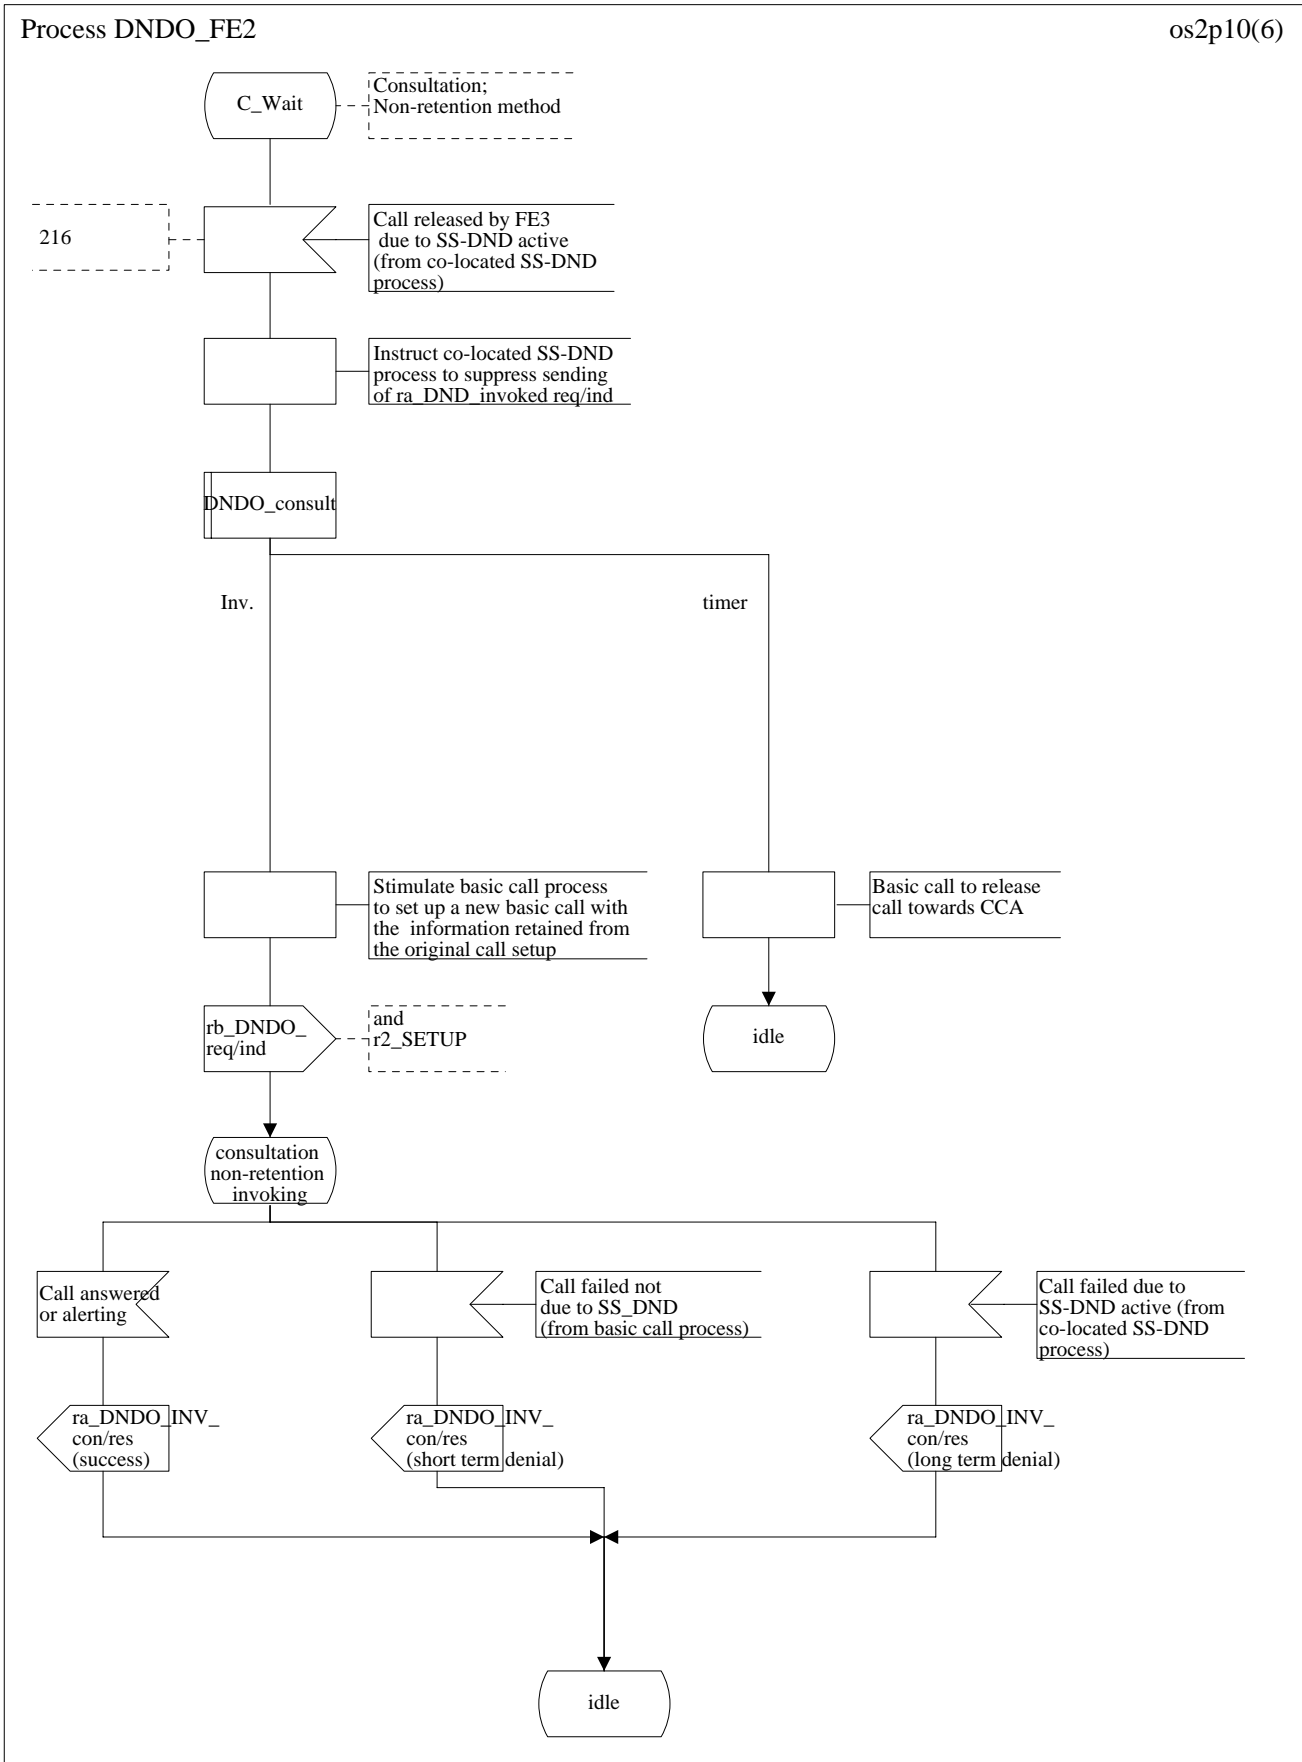 Process DNDO_FE2
os2p10(6)
C_Wait
Consultation;
Non-retention method
216
Call released by FE3
due to SS-DND active
(from co-located SS-DND
process)
Instruct co-located SS-DND
process to suppress sending
of ra_DND_invoked req/ind
DNDO_consult
Inv.
timer
Stimulate basic call process
to set up a new basic call with
the information retained from
the original call setup
Basic call to release
call towards CCA
rb_DNDO_
req/ind
and
r2_SETUP
idle
consultation
non-retention
invoking
Call answered
or alerting
Call failed not
due to SS_DND
(from basic call process)
Call failed due to
SS-DND active (from
co-located SS-DND
process)
ra_DNDO_INV_
con/res
(success)
ra_DNDO_INV_
con/res
(short term denial)
ra_DNDO_INV_
con/res
(long term denial)
idle